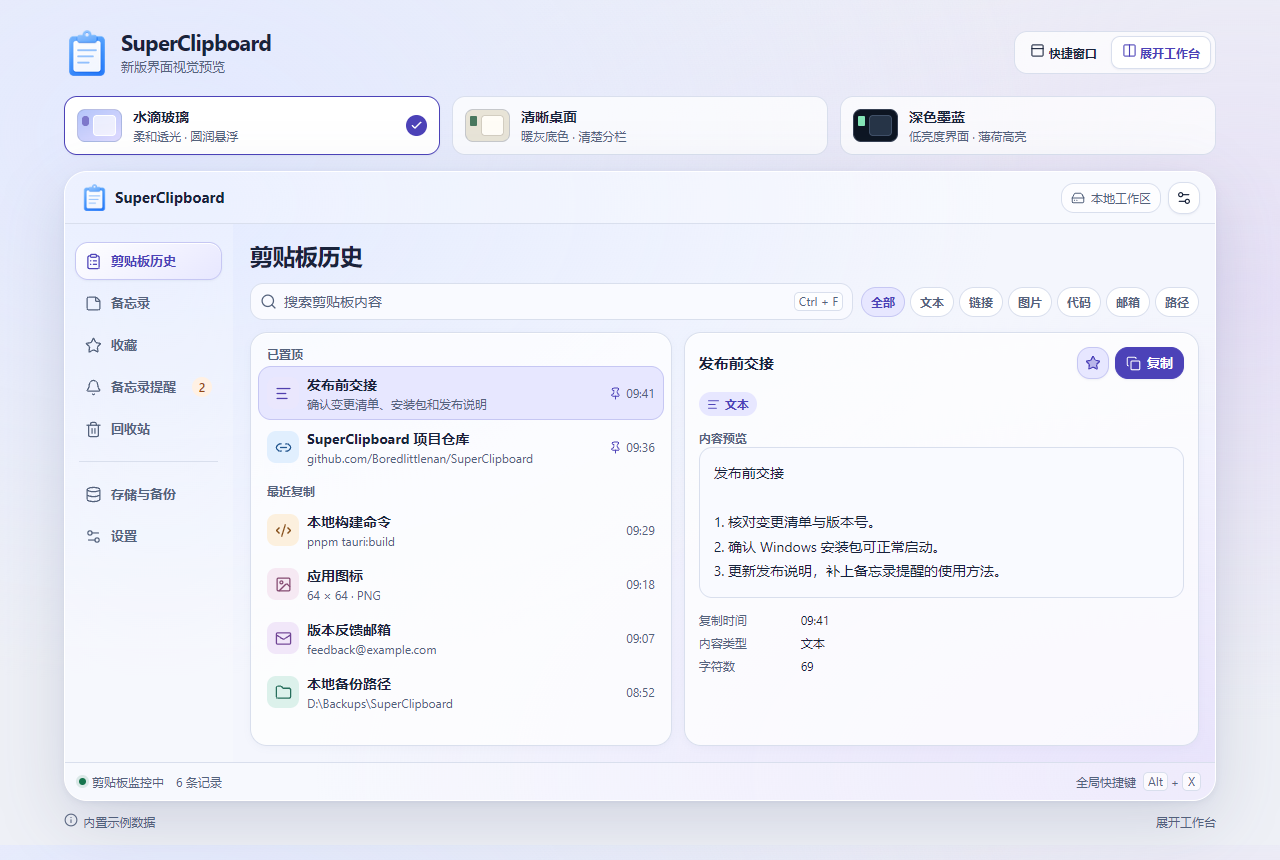 SuperClipboard
新版界面视觉预览
快捷窗口
展开工作台
水滴玻璃
柔和透光 · 圆润悬浮
清晰桌面
暖灰底色 · 清楚分栏
深色墨蓝
低亮度界面 · 薄荷高亮
SuperClipboard
本地工作区
剪贴板历史
备忘录
收藏
备忘录提醒 2
回收站
存储与备份
设置
剪贴板历史
搜索剪贴板内容 Ctrl + F
全部 文本 链接 图片 代码 邮箱 路径
已置顶
发布前交接
确认变更清单、安装包和发布说明
09:41
SuperClipboard 项目仓库
github.com/Boredlittlenan/SuperClipboard
09:36
最近复制
本地构建命令
pnpm tauri:build
09:29
应用图标
64 × 64 · PNG
09:18
版本反馈邮箱
feedback@example.com
09:07
本地备份路径
D:\Backups\SuperClipboard
08:52
发布前交接
复制
文本
内容预览
发布前交接
1. 核对变更清单与版本号。
2. 确认 Windows 安装包可正常启动。
3. 更新发布说明，补上备忘录提醒的使用方法。
复制时间 09:41
内容类型 文本
字符数 69
剪贴板监控中 6 条记录
全局快捷键 Alt + X
内置示例数据
展开工作台